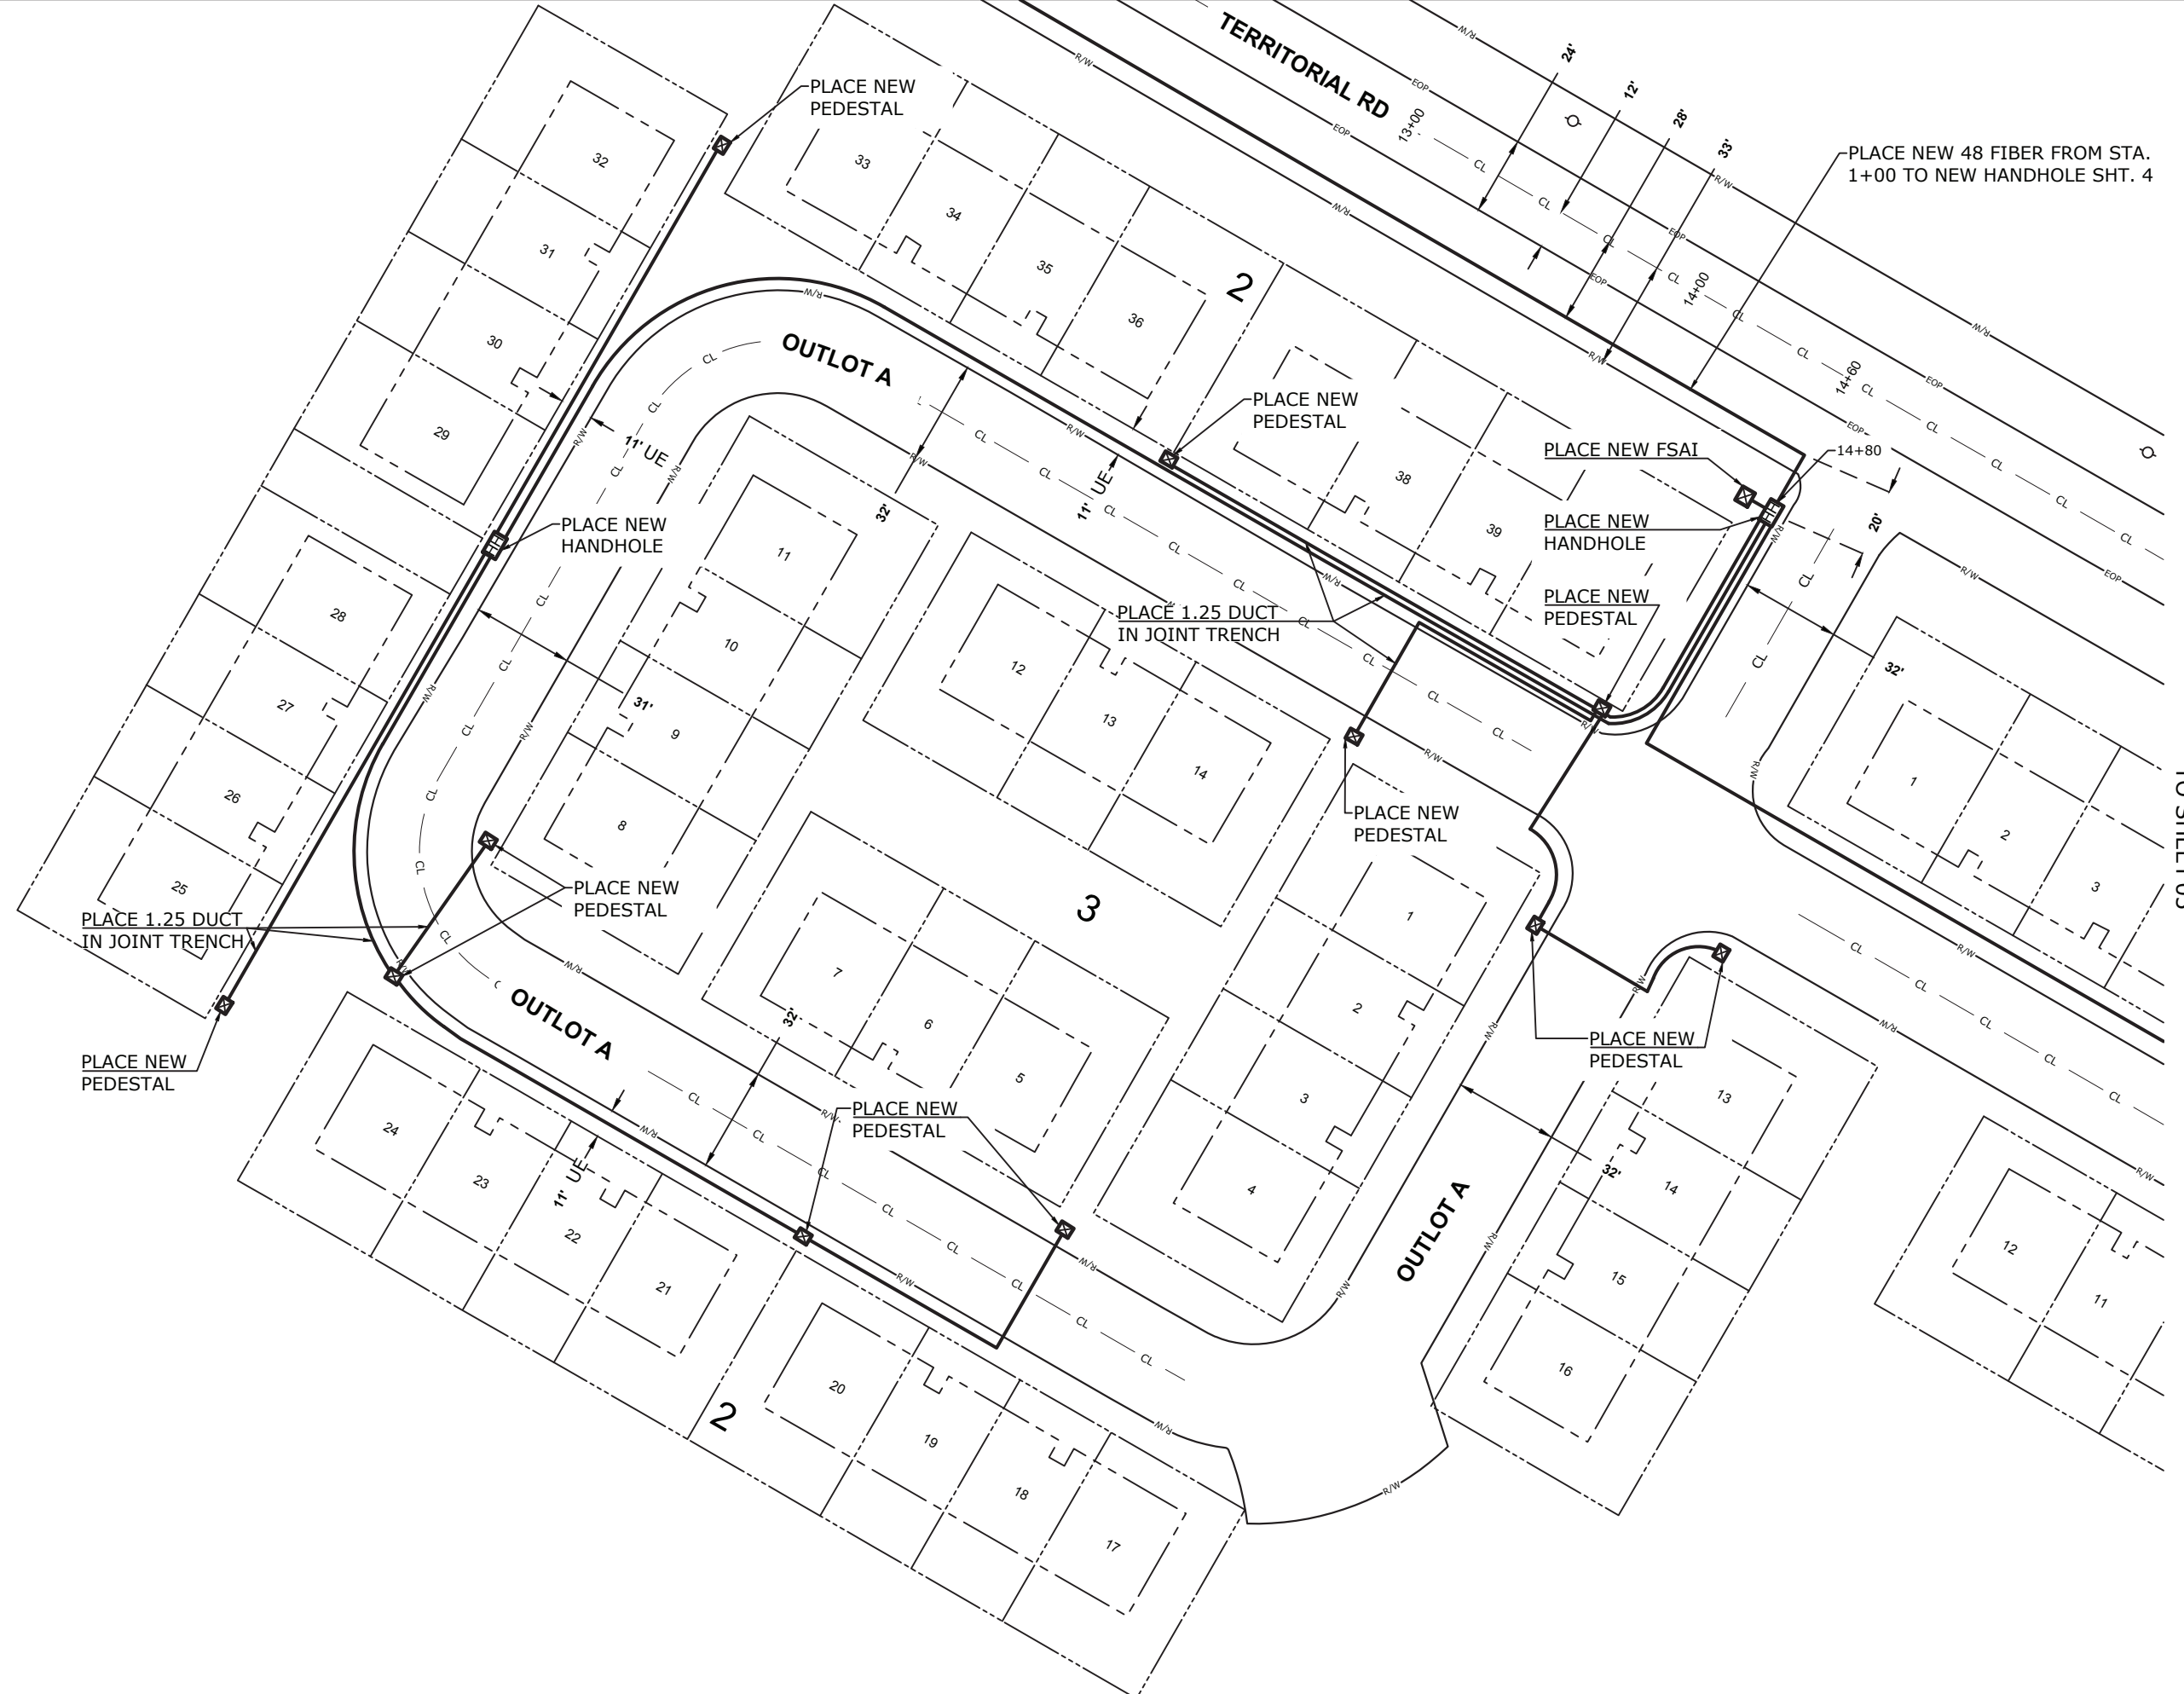 TERRITORIAL RD
R/W
EOP
CL
13+00
24'
12'
28'
33'
PLACE NEW 48 FIBER FROM STA.
1+00 TO NEW HANDHOLE SHT. 4
PLACE NEW
PEDESTAL
32
31
30
29
33
34
35
36
2
14+00
14+60
14+80
OUTLOT A
11' UE
32'
11' UE
PLACE NEW
PEDESTAL
38
39
PLACE NEW FSAI
PLACE NEW
HANDHOLE
PLACE NEW
PEDESTAL
20'
32'
PLACE NEW
HANDHOLE
PLACE 1.25 DUCT
IN JOINT TRENCH
28
27
26
25
11
10
9
8
31'
12
13
14
PLACE NEW
PEDESTAL
1
2
3
3
PLACE NEW
PEDESTAL
PLACE 1.25 DUCT
IN JOINT TRENCH
PLACE NEW
PEDESTAL
OUTLOT A
7
6
5
32'
1
2
3
4
PLACE NEW
PEDESTAL
PLACE NEW
PEDESTAL
OUTLOT A
32'
13
14
15
16
12
11
24
23
22
21
11' UE
2
20
19
18
17